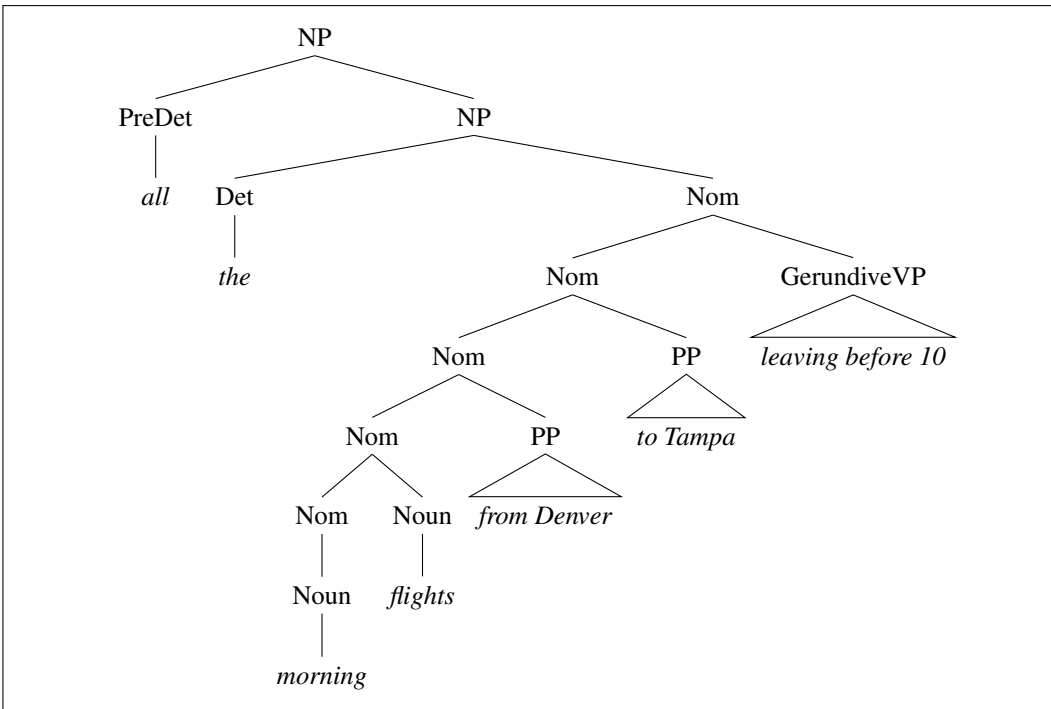 NP
PreDet NP
all Det Nom
the Nom GerundiveVP
Nom PP leaving before 10
Nom PP to Tampa
Nom Noun from Denver
Noun flights
morning